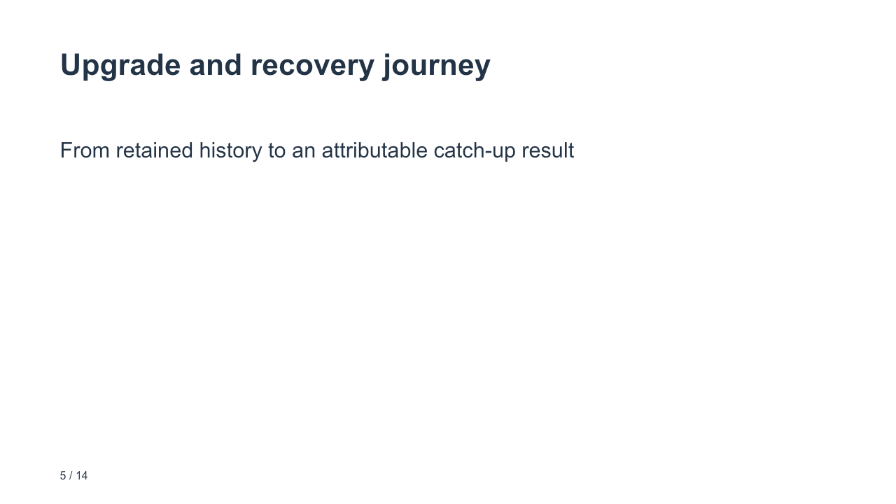 Upgrade and recovery journey
From retained history to an attributable catch-up result
5 / 14